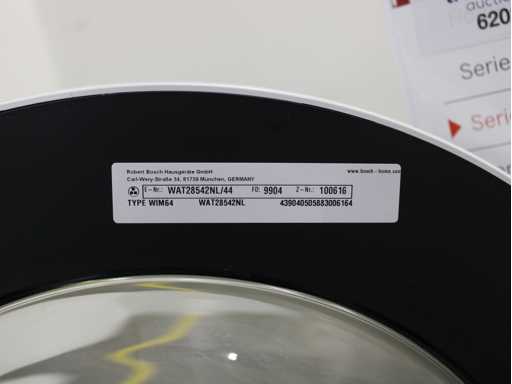 Robert Bosch Hausgeräte GmbH
www.bosch-home.com
Carl-Wery-Straße 34, 81739 München, GERMANY
E-Nr.: WAT28542NL/44 FD: 9904 Z-Nr.: 100616
TYPE WIM64 WAT28542NL 439040505883006164
auction
620
Serie
Serie